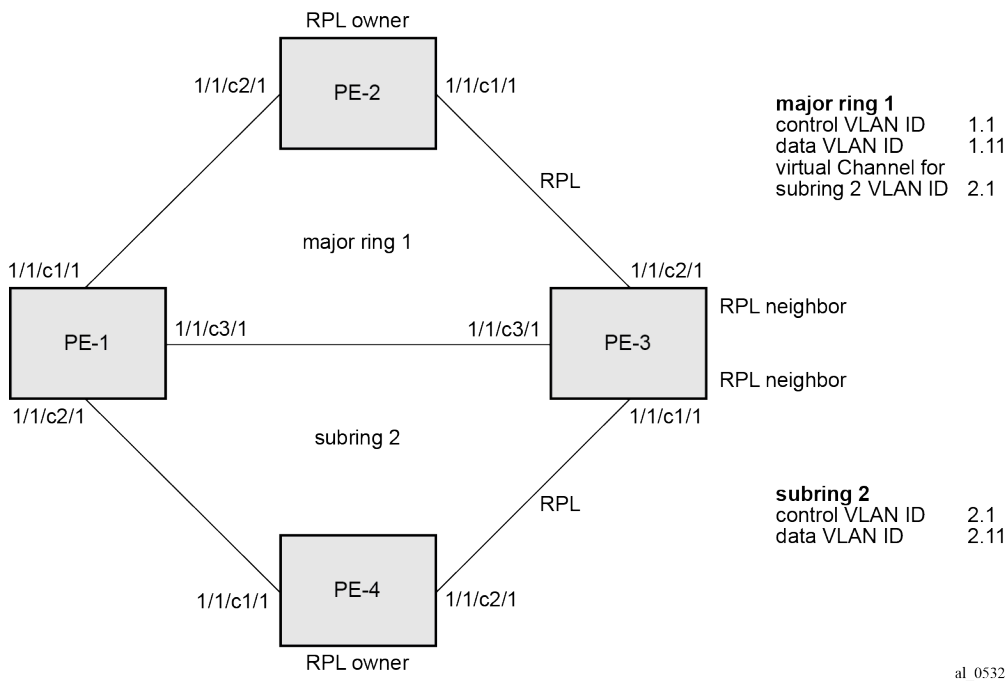 RPL owner
1/1/c2/1
PE-2
1/1/c1/1
major ring 1
control VLAN ID 1.1
data VLAN ID 1.11
virtual Channel for
subring 2 VLAN ID 2.1
RPL
major ring 1
1/1/c1/1
1/1/c2/1
PE-1
1/1/c3/1
1/1/c3/1
PE-3
RPL neighbor
RPL neighbor
1/1/c2/1
1/1/c1/1
subring 2
RPL
subring 2
control VLAN ID 2.1
data VLAN ID 2.11
1/1/c1/1
PE-4
1/1/c2/1
RPL owner
al_0532